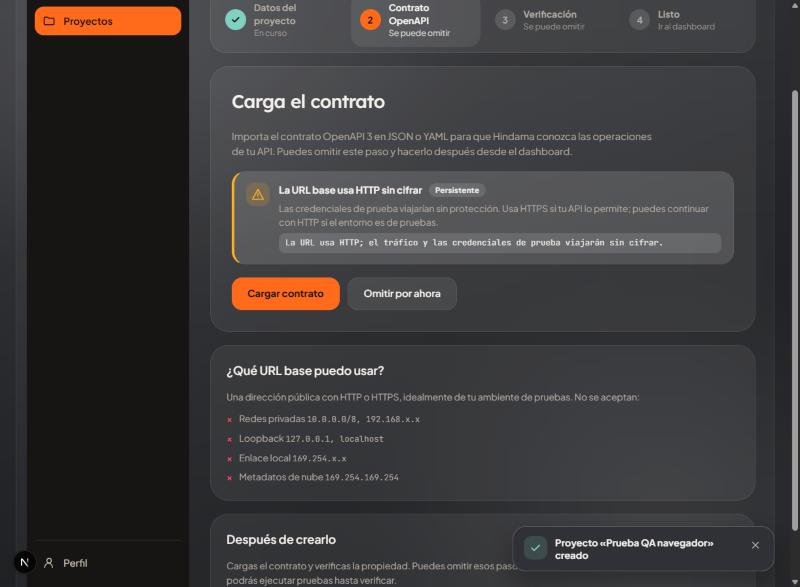 Proyectos
Datos del
proyecto
En curso
2
Contrato
OpenAPI
Se puede omitir
3
Verificación
Se puede omitir
4
Listo
Ir al dashboard
Carga el contrato
Importa el contrato OpenAPI 3 en JSON o YAML para que Hindama conozca las operaciones
de tu API. Puedes omitir este paso y hacerlo después desde el dashboard.
La URL base usa HTTP sin cifrar Persistente
Las credenciales de prueba viajarían sin protección. Usa HTTPS si tu API lo permite; puedes continuar
con HTTP si el entorno es de pruebas.
La URL usa HTTP; el tráfico y las credenciales de prueba viajarán sin cifrar.
Cargar contrato
Omitir por ahora
¿Qué URL base puedo usar?
Una dirección pública con HTTP o HTTPS, idealmente de tu ambiente de pruebas. No se aceptan:
× Redes privadas 10.0.0.0/8, 192.168.x.x
× Loopback 127.0.0.1, localhost
× Enlace local 169.254.x.x
× Metadatos de nube 169.254.169.254
Después de crearlo
Cargas el contrato y verificas la propiedad. Puedes omitir esos
podrás ejecutar pruebas hasta verificar.
Proyecto «Prueba QA navegador»
creado
N
Perfil